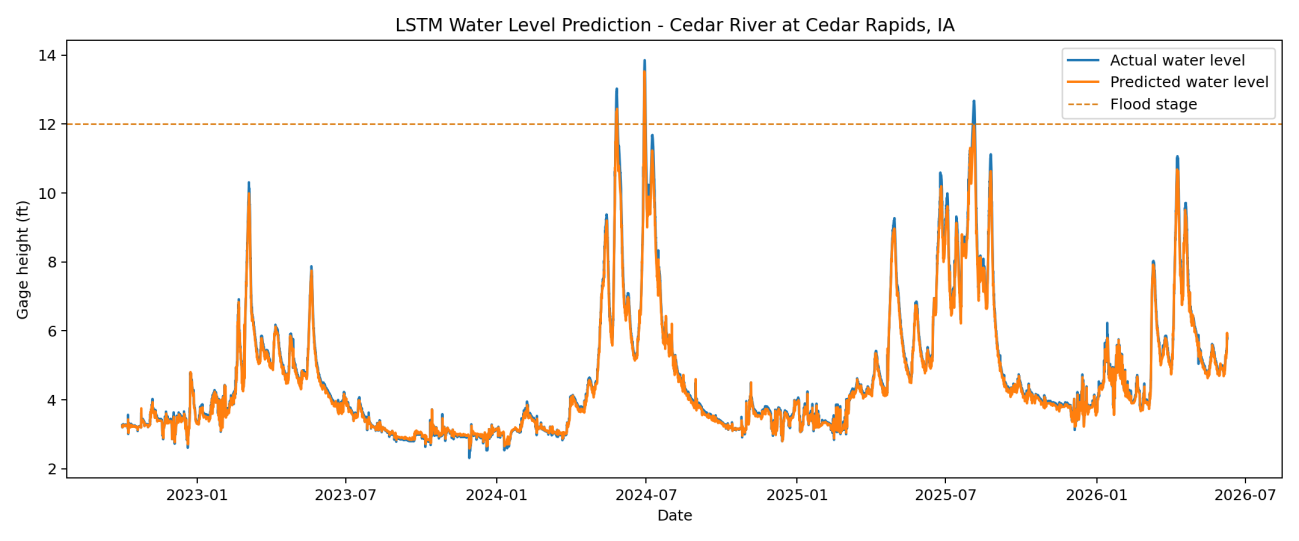 LSTM Water Level Prediction - Cedar River at Cedar Rapids, IA
Actual water level
Predicted water level
Flood stage
Gage height (ft)
14
12
10
8
6
4
2
2023-01 2023-07 2024-01 2024-07 2025-01 2025-07 2026-01 2026-07
Date